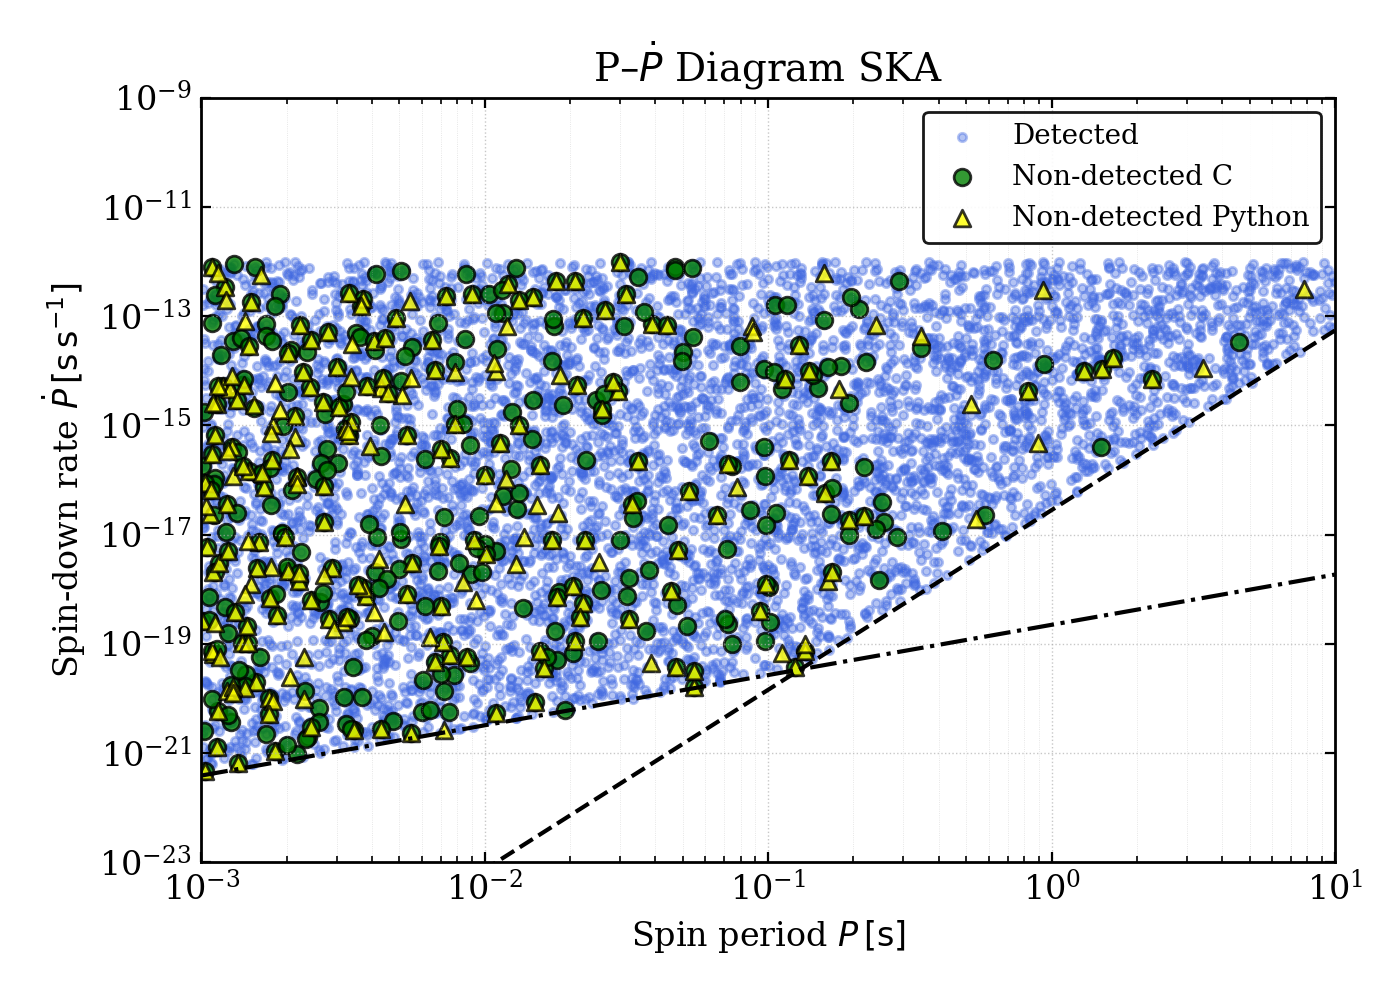 P–Ṗ Diagram SKA
Detected
Non-detected C
Non-detected Python
Spin-down rate Ṗ [s s⁻¹]
10⁻⁹
10⁻¹¹
10⁻¹³
10⁻¹⁵
10⁻¹⁷
10⁻¹⁹
10⁻²¹
10⁻²³
10⁻³ 10⁻² 10⁻¹ 10⁰ 10¹
Spin period P [s]